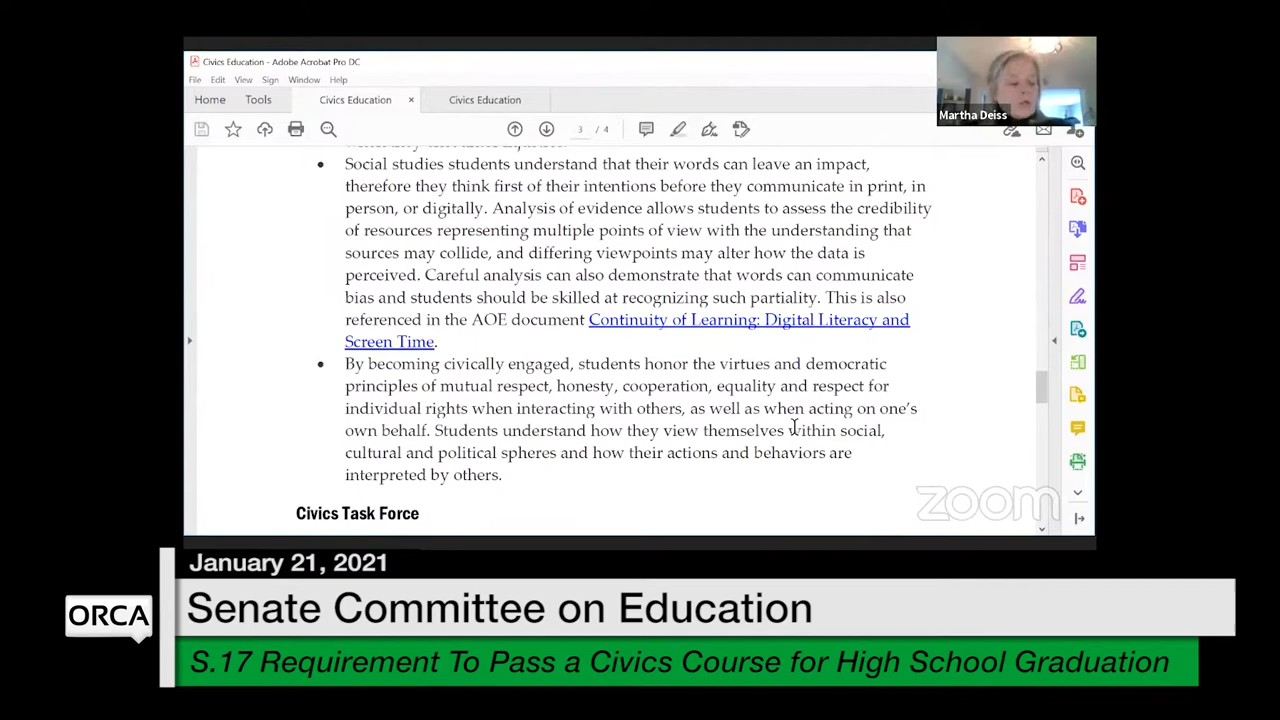 Civics Education - Adobe Acrobat Pro DC
File Edit View Sign Window Help
Home Tools Civics Education × Civics Education
3 / 4
Martha Deiss
• Social studies students understand that their words can leave an impact,
therefore they think first of their intentions before they communicate in print, in
person, or digitally. Analysis of evidence allows students to assess the credibility
of resources representing multiple points of view with the understanding that
sources may collide, and differing viewpoints may alter how the data is
perceived. Careful analysis can also demonstrate that words can communicate
bias and students should be skilled at recognizing such partiality. This is also
referenced in the AOE document Continuity of Learning: Digital Literacy and
Screen Time.
• By becoming civically engaged, students honor the virtues and democratic
principles of mutual respect, honesty, cooperation, equality and respect for
individual rights when interacting with others, as well as when acting on one's
own behalf. Students understand how they view themselves within social,
cultural and political spheres and how their actions and behaviors are
interpreted by others.
Civics Task Force
zoom
January 21, 2021
ORCA
Senate Committee on Education
S.17 Requirement To Pass a Civics Course for High School Graduation